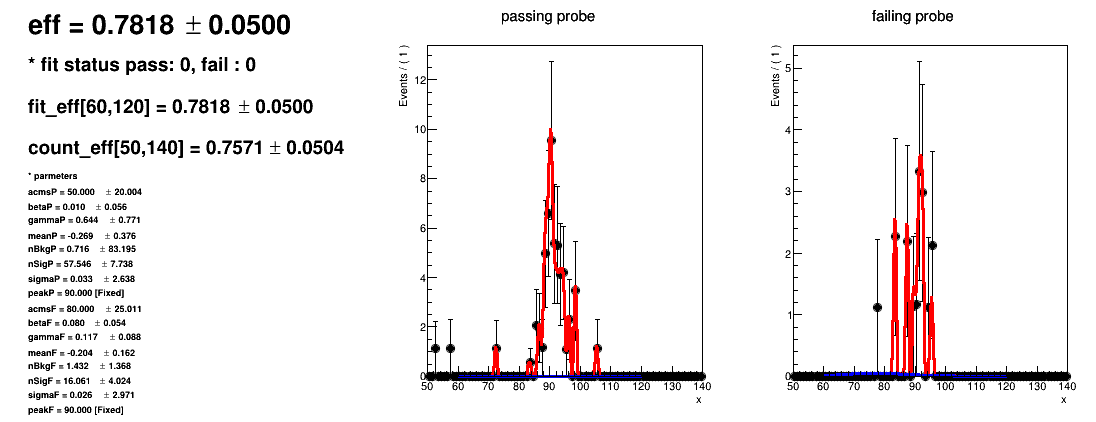 eff = 0.7818 ± 0.0500
* fit status pass: 0, fail : 0
fit_eff[60,120] = 0.7818 ± 0.0500
count_eff[50,140] = 0.7571 ± 0.0504
* parmeters
acmsP = 50.000 ± 20.004
betaP = 0.010 ± 0.056
gammaP = 0.644 ± 0.771
meanP = -0.269 ± 0.376
nBkgP = 0.716 ± 83.195
nSigP = 57.546 ± 7.738
sigmaP = 0.033 ± 2.638
peakP = 90.000 [Fixed]
acmsF = 80.000 ± 25.011
betaF = 0.080 ± 0.054
gammaF = 0.117 ± 0.088
meanF = -0.204 ± 0.162
nBkgF = 1.432 ± 1.368
nSigF = 16.061 ± 4.024
sigmaF = 0.026 ± 2.971
peakF = 90.000 [Fixed]
passing probe
Events / ( 1 )
12
10
8
6
4
2
0
50 60 70 80 90 100 110 120 130 140
x
failing probe
Events / ( 1 )
5
4
3
2
1
0
50 60 70 80 90 100 110 120 130 140
x